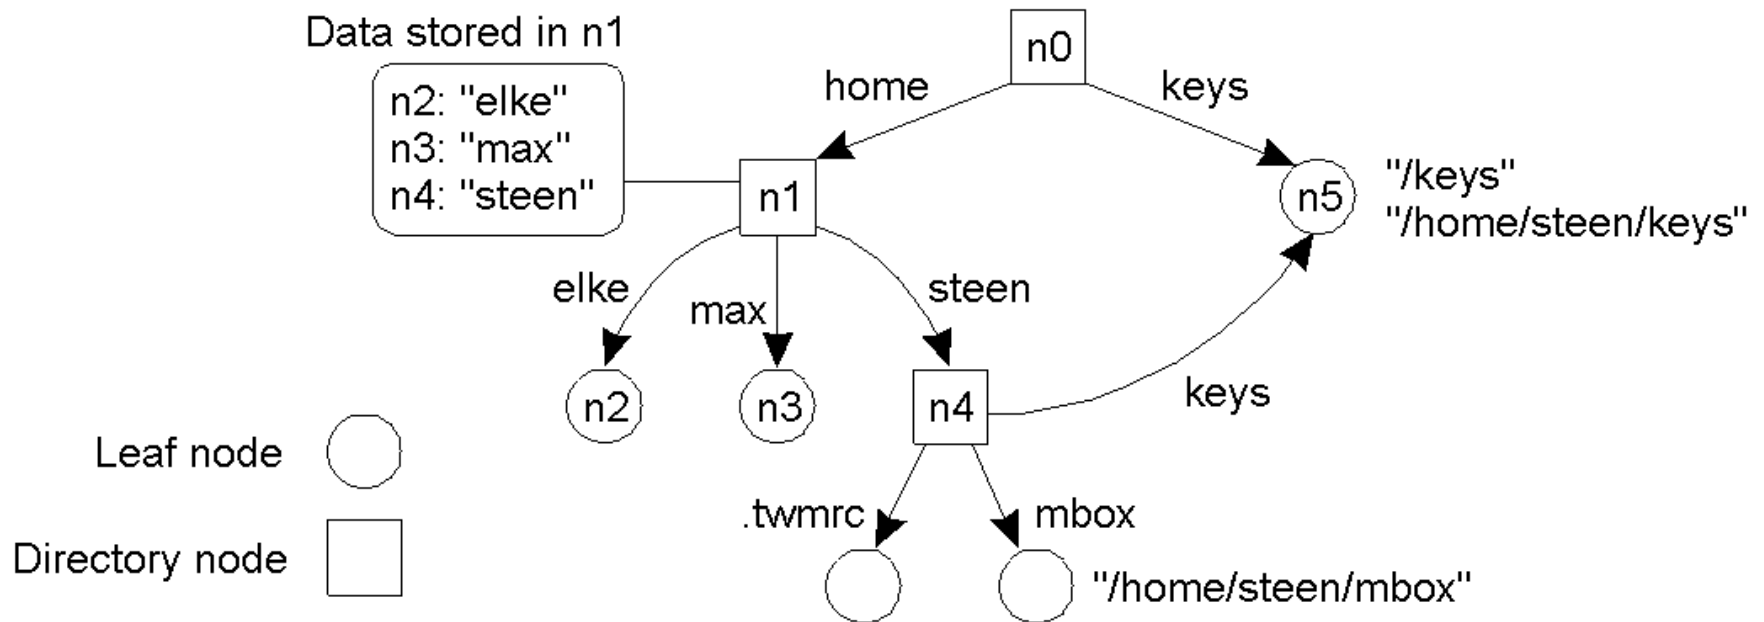 Data stored in n1
n2: "elke"
n3: "max"
n4: "steen"
n0
home
keys
n1
n5
"/keys"
"/home/steen/keys"
elke
max
steen
n2
n3
n4
keys
Leaf node
.twmrc
mbox
Directory node
"/home/steen/mbox"